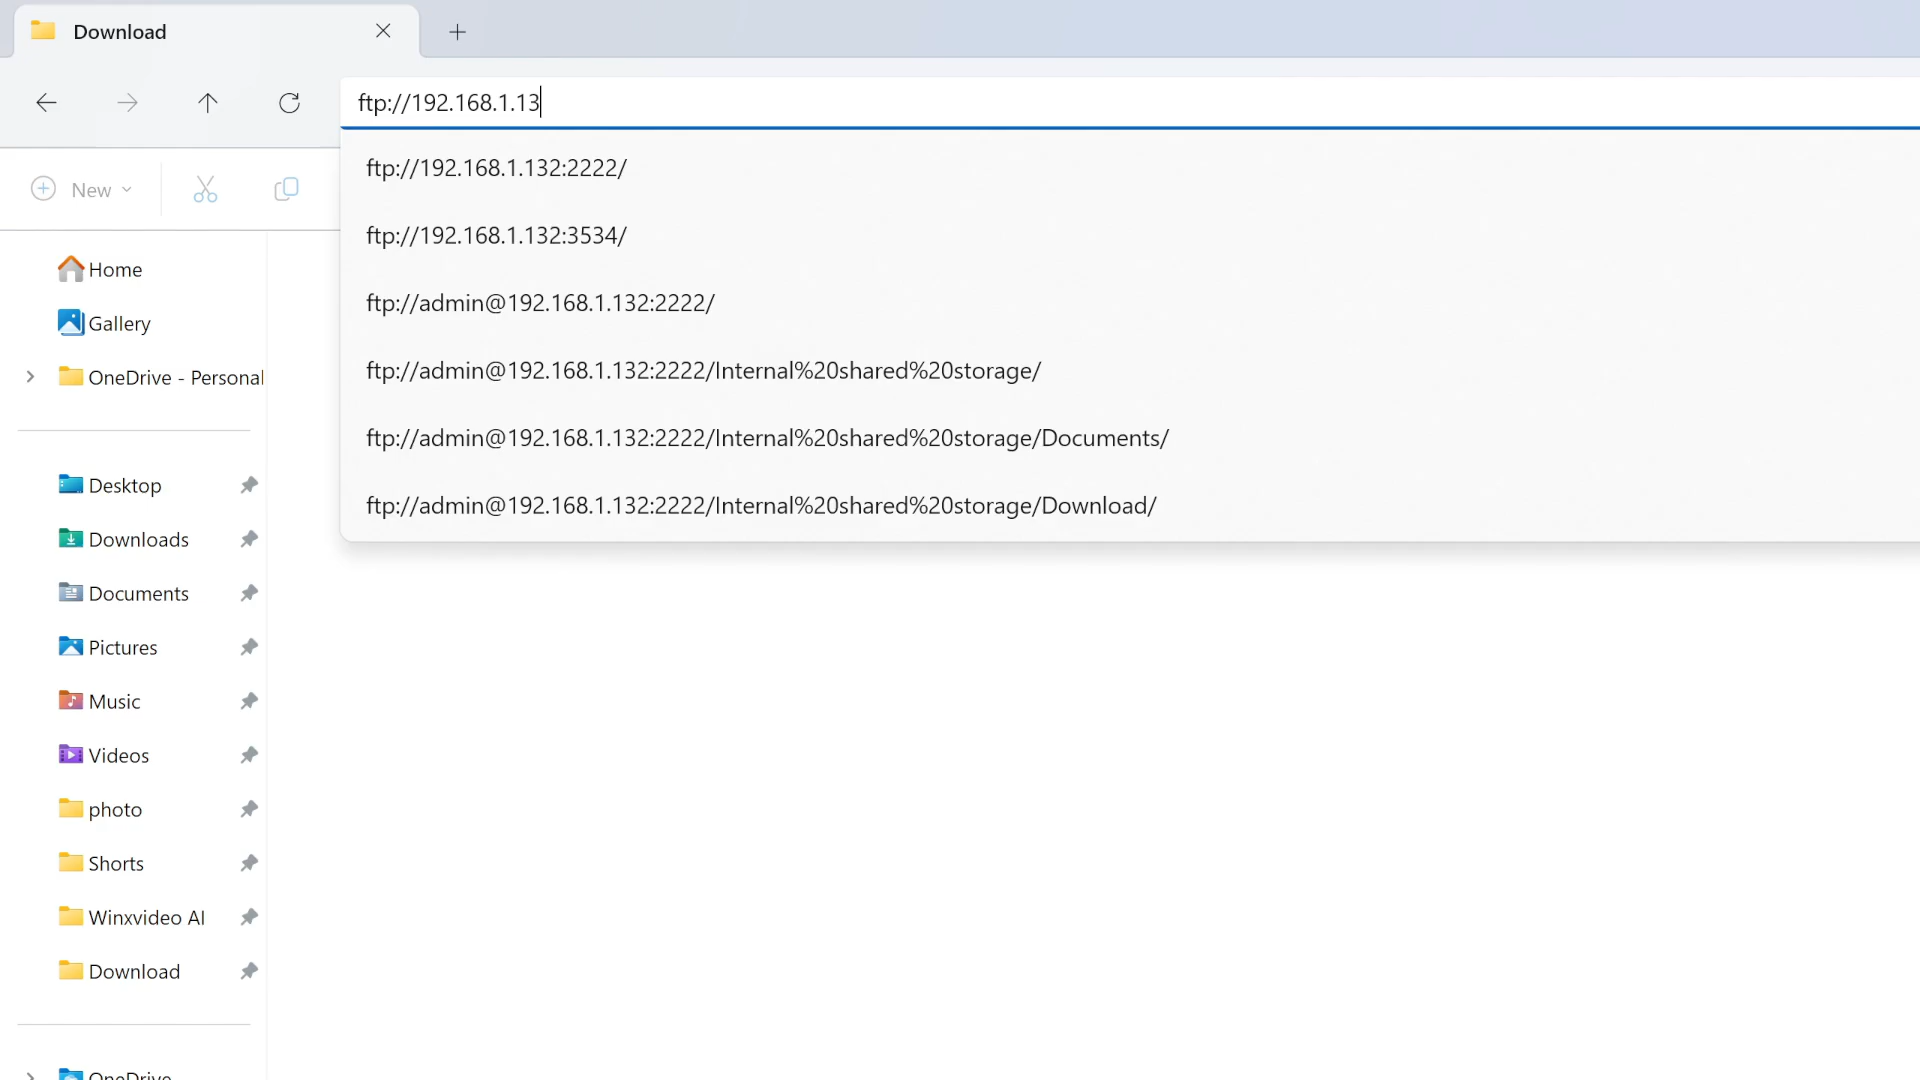 Download
ftp://192.168.1.13
New
ftp://192.168.1.132:2222/
ftp://192.168.1.132:3534/
ftp://admin@192.168.1.132:2222/
ftp://admin@192.168.1.132:2222/Internal%20shared%20storage/
ftp://admin@192.168.1.132:2222/Internal%20shared%20storage/Documents/
ftp://admin@192.168.1.132:2222/Internal%20shared%20storage/Download/
Home
Gallery
OneDrive - Personal
Desktop
Downloads
Documents
Pictures
Music
Videos
photo
Shorts
Winxvideo AI
Download
OneDrive